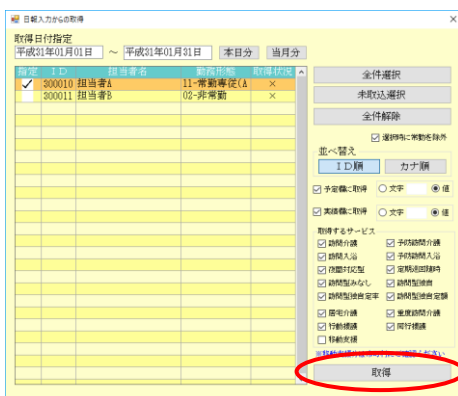 日報入力からの取得
取得日付指定
平成31年01月01日 ～ 平成31年01月31日 本日分 当月分
指定 ID 担当者名 勤務形態 取得状況
300010 担当者A 11-常勤専従(A ×
300011 担当者B 02-非常勤 ×
全件選択
未取込選択
全件解除
選択時に常勤を除外
並べ替え
ID順 カナ順
予定欄に取得 文字 値
実績欄に取得 文字 値
取得するサービス
訪問介護 予防訪問介護
訪問入浴 予防訪問入浴
夜間対応型 定期巡回随時
訪問型みなし 訪問型独自
訪問型独自定率 訪問型独自定額
居宅介護 重度訪問介護
行動援護 同行援護
移動支援
取得